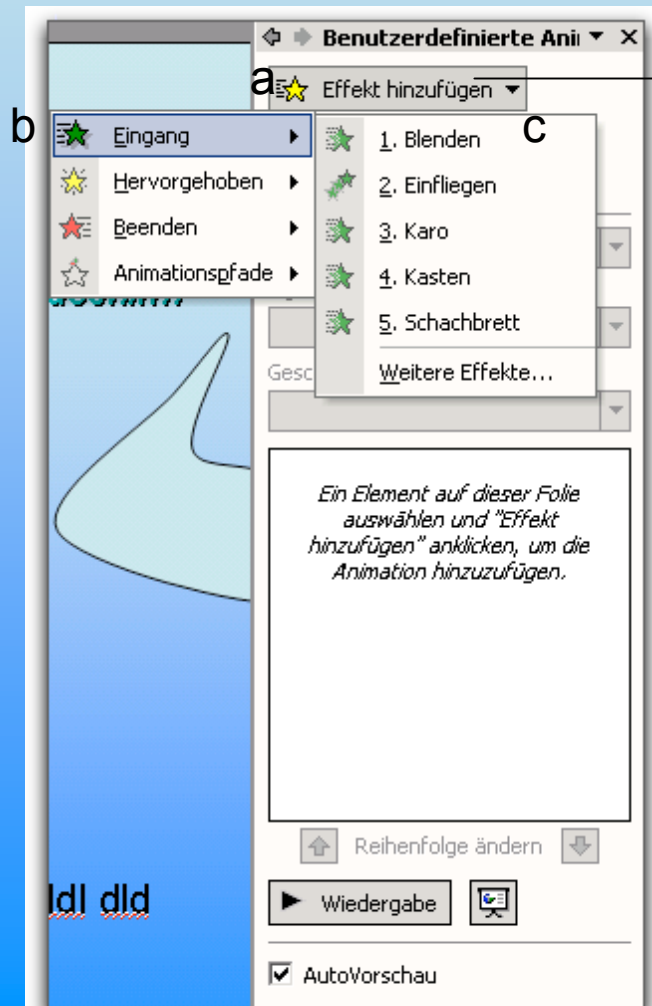 Benutzerdefinierte Ani
a
Effekt hinzufügen
b
c
Eingang
Hervorgehoben
Beenden
Animationspfade
1. Blenden
2. Einfliegen
3. Karo
4. Kasten
5. Schachbrett
Weitere Effekte...
Gesc
Ein Element auf dieser Folie
auswählen und "Effekt
hinzufügen" anklicken, um die
Animation hinzuzufügen.
Reihenfolge ändern
ldl dld
Wiedergabe
AutoVorschau